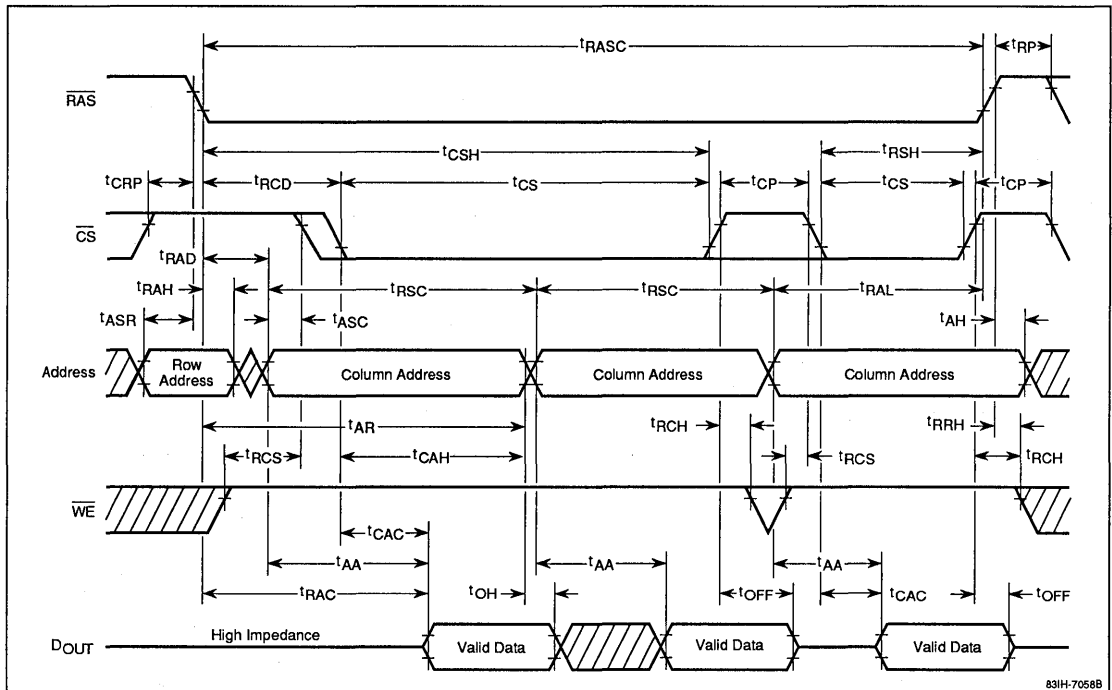 tRASC
tRP
RAS
tCSH
tRSH
tCRP
tRCD
tCS
tCP
tCS
tCP
CS
tRAD
tRAH
tRSC
tRSC
tRAL
tASR
tASC
tAH
Address
Row
Address
Column Address
Column Address
Column Address
tAR
tRCH
tRRH
tRCS
tCAH
tRCS
tRCH
WE
tCAC
tAA
tAA
tAA
tRAC
tOH
tOFF
tCAC
tOFF
DOUT
High Impedance
Valid Data
Valid Data
Valid Data
83IH-7058B